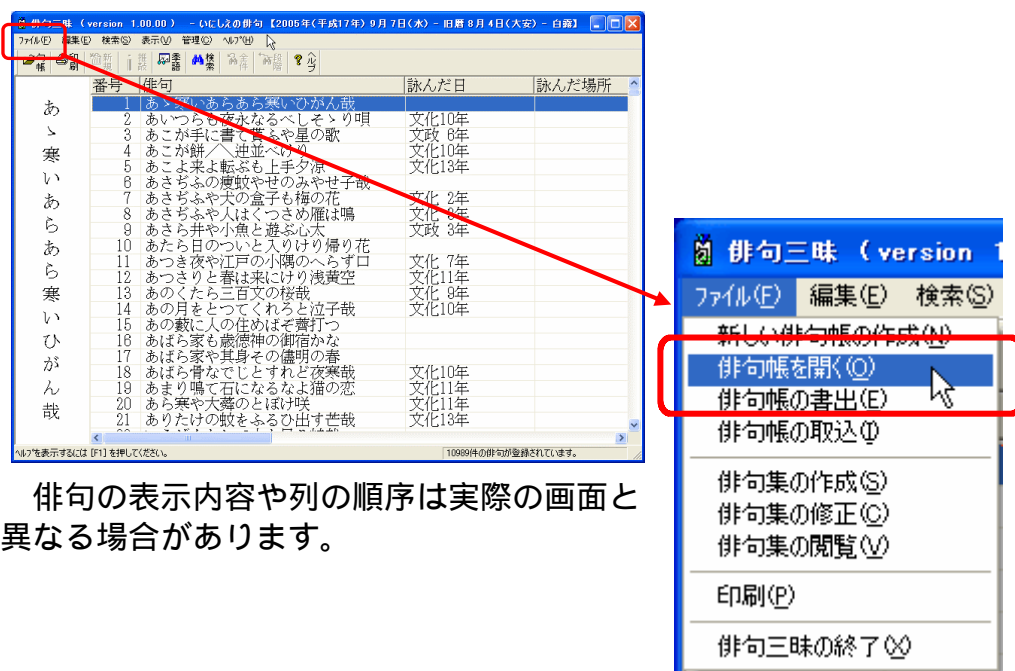 俳句三昧 ( version 1.00.00 ) - いにしえの俳句 【2005年(平成17年) 9月 7日(水) - 旧暦 8月 4日(大安) - 白露】
ファイル(F) 編集(E) 検索(S) 表示(V) 管理(C) ヘルプ(H)
句帳 印刷 新規 推敲 季語 検索 全件 段階 ヘルプ
番号 俳句 詠んだ日 詠んだ場所
1 あゝ寒いあらあら寒いひがん哉
2 あいつらも夜永なるべしそゝり唄 文化10年
3 あこが手に書て貰ふや星の歌 文政 6年
4 あこが餅／＼迚並べけり 文化10年
5 あこよ来よ転ぶも上手夕涼 文化13年
6 あさぢふの痩蚊やせのみやせ子哉
7 あさぢふや犬の盒子も梅の花 文化 2年
8 あさぢふや人はくつさめ雁は鳴
9 あさら井や小魚と遊ぶ心太 文政 3年
10 あたら日のついと入りけり帰り花
11 あつき夜や江戸の小隅のへらず口 文化 7年
12 あつさりと春は来にけり浅黄空 文化11年
13 あのくたら三百文の桜哉 文化 8年
14 あの月をとつてくれろと泣子哉 文化10年
15 あの藪に人の住めばぞ薺打つ
16 あばら家も歳徳神の御宿かな
17 あばら家や其身その儘明の春
18 あばら骨なでじとすれど夜寒哉 文化10年
19 あまり鳴て石になるなよ猫の恋 文化11年
20 あら寒や大蕣のとぼけ咲 文化11年
21 ありたけの蚊をふるひ出す芒哉 文化13年
あゝ寒いあらあら寒いひがん哉
ヘルプを表示するには [F1] を押してください。 10989件の俳句が登録されています。
俳句の表示内容や列の順序は実際の画面と
異なる場合があります。
俳句三昧 ( version 1
ファイル(F) 編集(E) 検索(S)
新しい俳句帳の作成(N)
俳句帳を開く(O)
俳句帳の書出(E)
俳句帳の取込(I)
俳句集の作成(S)
俳句集の修正(C)
俳句集の閲覧(V)
印刷(P)
俳句三昧の終了(X)